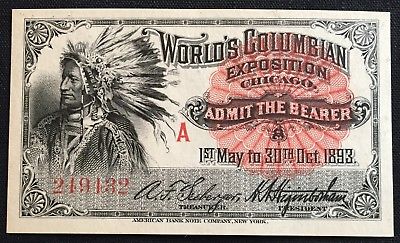 WORLD'S COLUMBIAN
EXPOSITION
CHICAGO.
ADMIT THE BEARER
A
1ST MAY TO 30TH OCT. 1893.
219132
TREASURER.
H. N. Higinbotham
PRESIDENT
AMERICAN BANK NOTE COMPANY, NEW YORK.